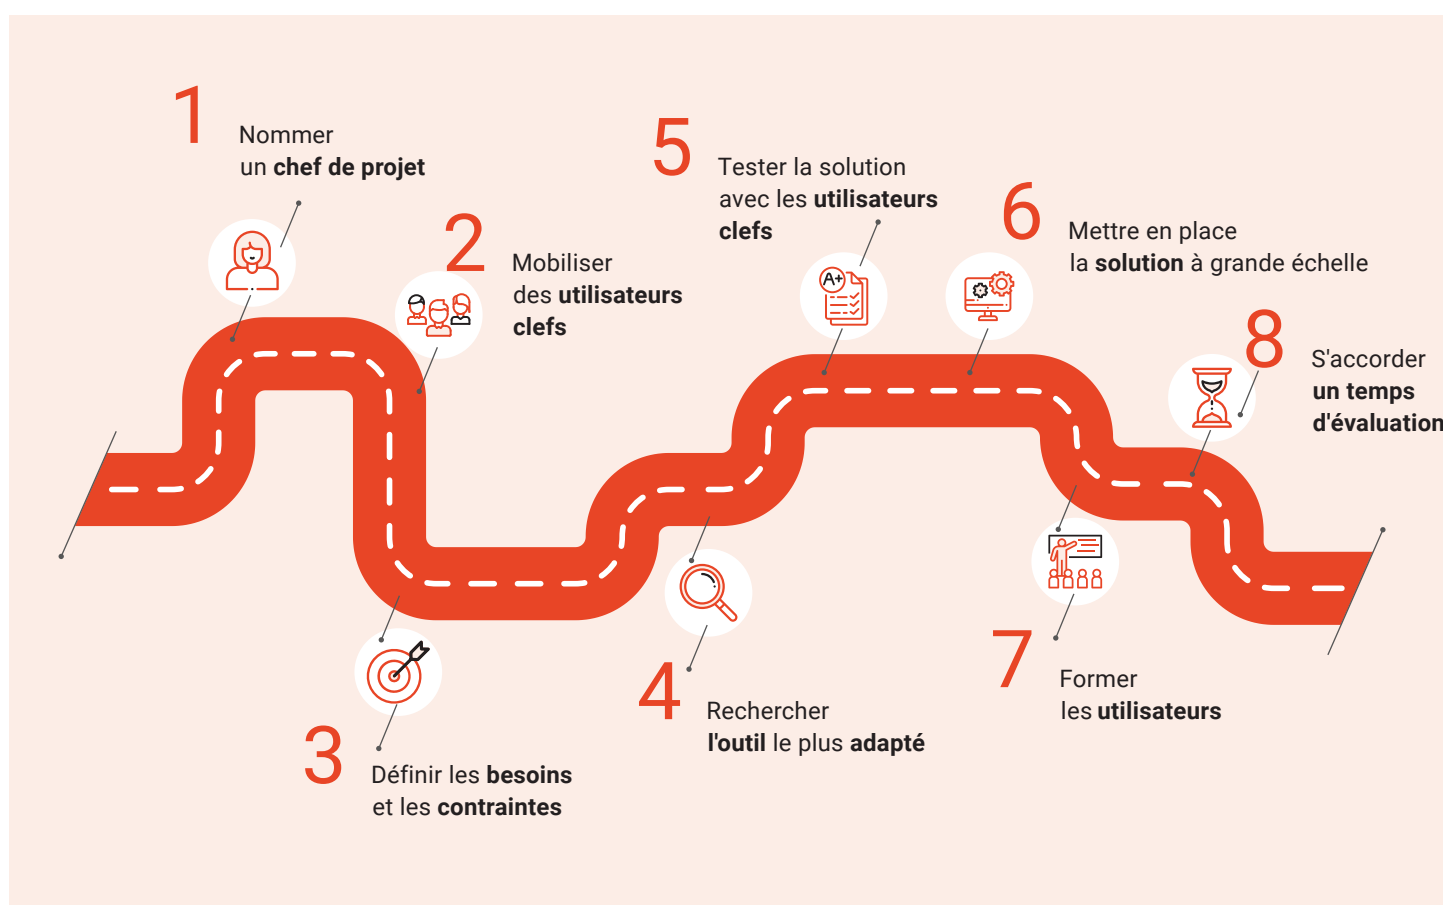 1
Nommer
un chef de projet
2
Mobiliser
des utilisateurs
clefs
3
Définir les besoins
et les contraintes
4
Rechercher
l'outil le plus adapté
5
Tester la solution
avec les utilisateurs
clefs
A+
6
Mettre en place
la solution à grande échelle
7
Former
les utilisateurs
8
S'accorder
un temps
d'évaluation